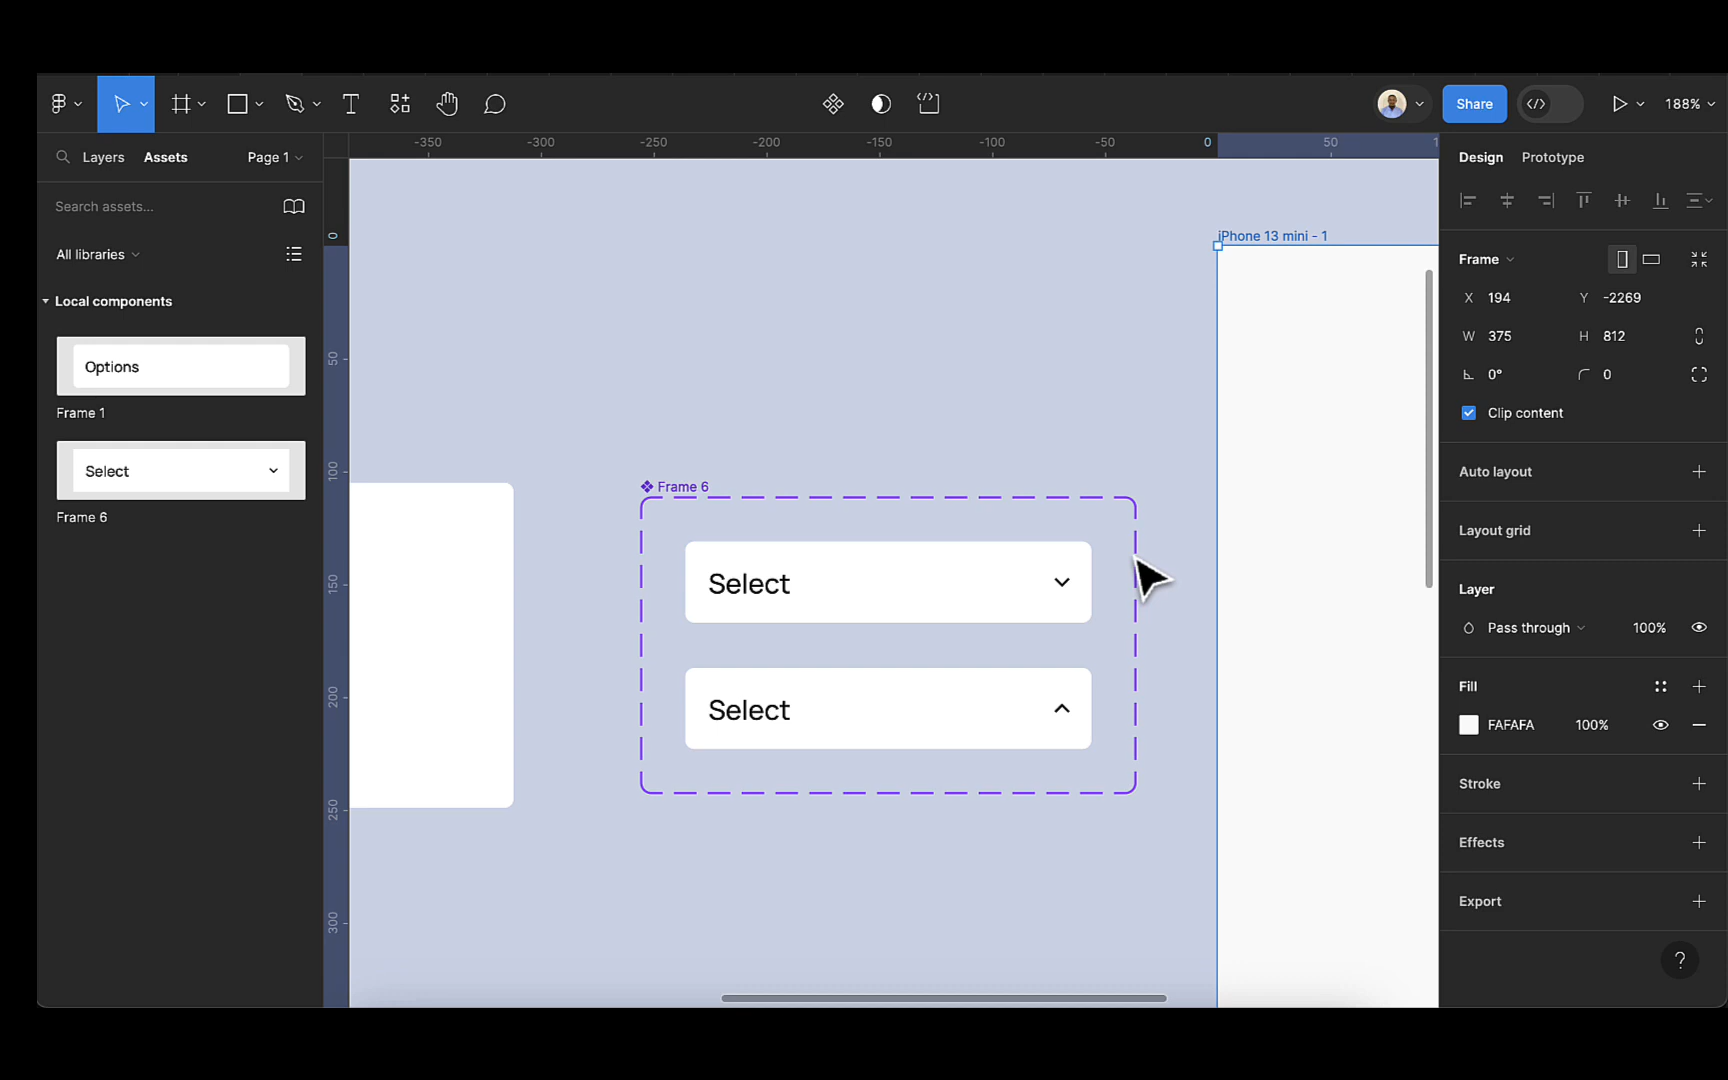 Share
188%
Layers
Assets
Page 1
Search assets...
All libraries
Local components
Options
Frame 1
Select
Frame 6
-350
-300
-250
-200
-150
-100
-50
0
50
1
0
50
100
150
200
250
300
iPhone 13 mini - 1
Frame 6
Select
Select
Design
Prototype
Frame
X 194 Y -2269
W 375 H 812
0° 0
Clip content
Auto layout
Layout grid
Layer
Pass through 100%
Fill
FAFAFA 100%
Stroke
Effects
Export
?